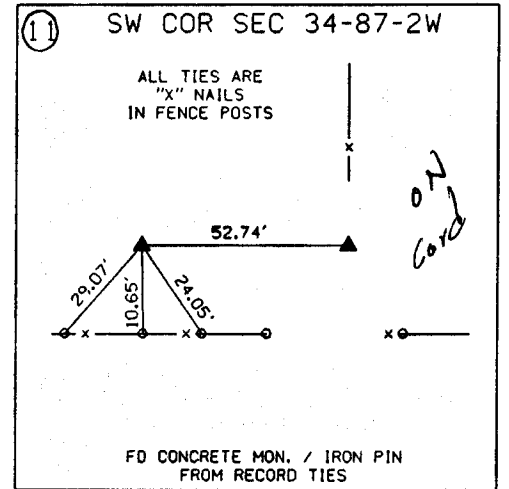 11
SW COR SEC 34-87-2W
ALL TIES ARE
"X" NAILS
IN FENCE POSTS
x
ON
Card
52.74'
29.07'
10.65'
24.05'
x x x
FD CONCRETE MON. / IRON PIN
FROM RECORD TIES